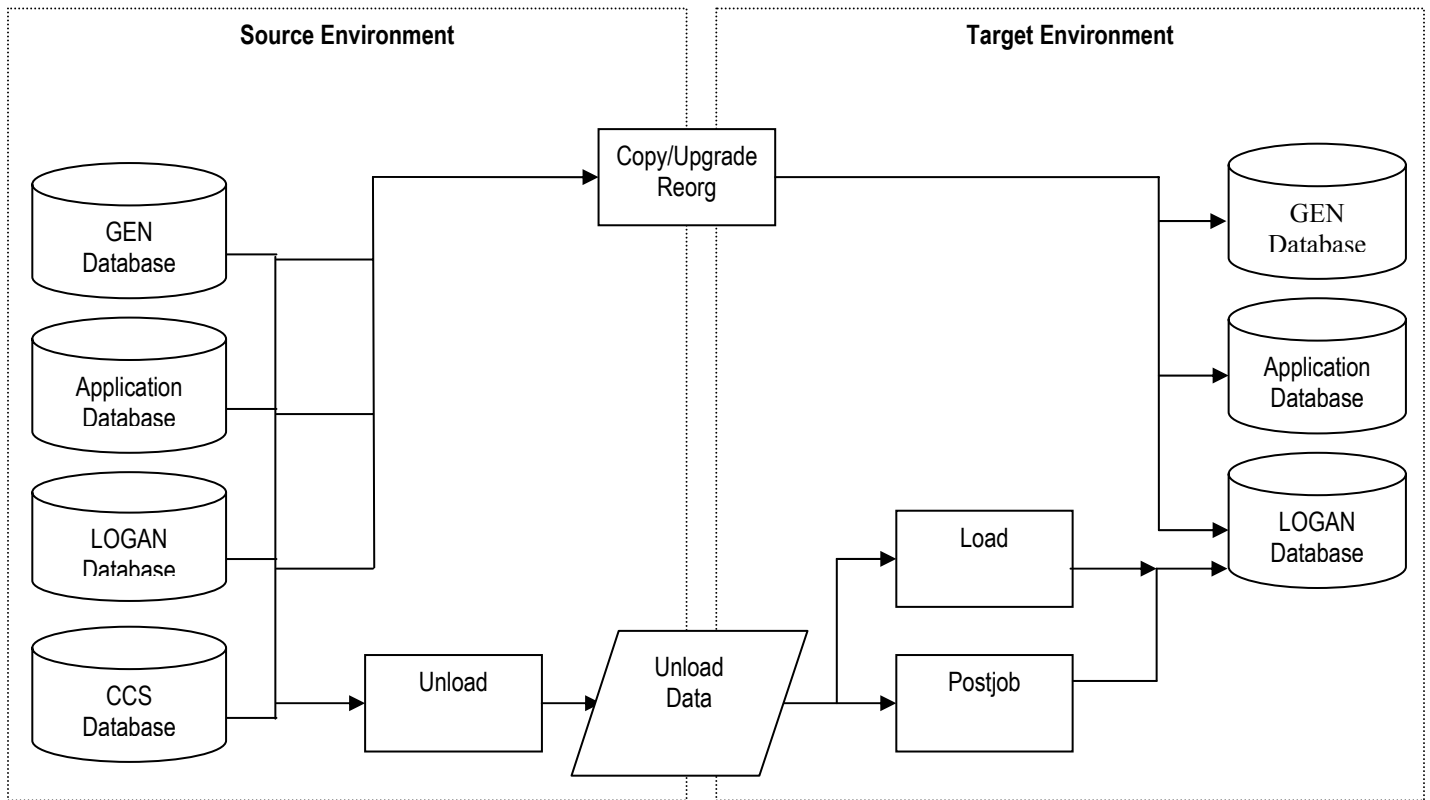 Source Environment
Target Environment
Copy/Upgrade
Reorg
GEN
Database
GEN
Database
Application
Database
Application
Database
LOGAN
Database
Load
LOGAN
Database
CCS
Database
Unload
Unload
Data
Postjob